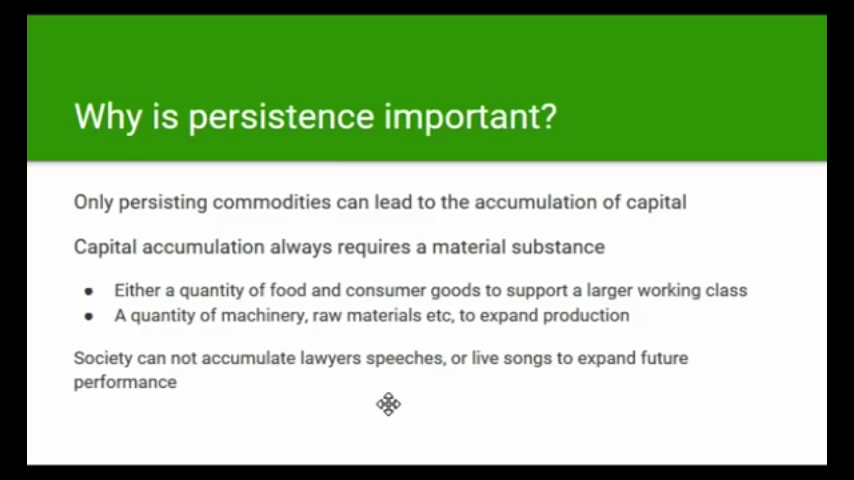 Why is persistence important?
Only persisting commodities can lead to the accumulation of capital
Capital accumulation always requires a material substance
● Either a quantity of food and consumer goods to support a larger working class
● A quantity of machinery, raw materials etc, to expand production
Society can not accumulate lawyers speeches, or live songs to expand future
performance